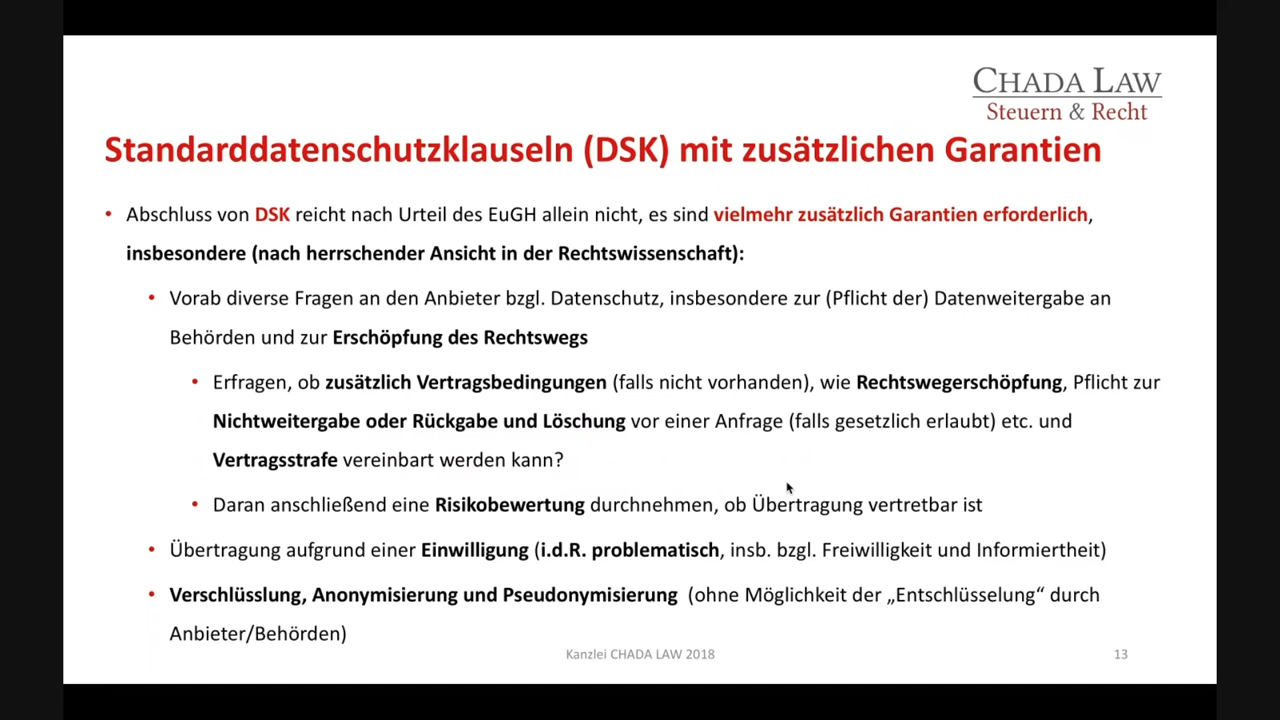 CHADA LAW
Steuern & Recht
Standarddatenschutzklauseln (DSK) mit zusätzlichen Garantien
• Abschluss von DSK reicht nach Urteil des EuGH allein nicht, es sind vielmehr zusätzlich Garantien erforderlich,
insbesondere (nach herrschender Ansicht in der Rechtswissenschaft):
• Vorab diverse Fragen an den Anbieter bzgl. Datenschutz, insbesondere zur (Pflicht der) Datenweitergabe an
Behörden und zur Erschöpfung des Rechtswegs
• Erfragen, ob zusätzlich Vertragsbedingungen (falls nicht vorhanden), wie Rechtswegerschöpfung, Pflicht zur
Nichtweitergabe oder Rückgabe und Löschung vor einer Anfrage (falls gesetzlich erlaubt) etc. und
Vertragsstrafe vereinbart werden kann?
• Daran anschließend eine Risikobewertung durchnehmen, ob Übertragung vertretbar ist
• Übertragung aufgrund einer Einwilligung (i.d.R. problematisch, insb. bzgl. Freiwilligkeit und Informiertheit)
• Verschlüsslung, Anonymisierung und Pseudonymisierung (ohne Möglichkeit der „Entschlüsselung“ durch
Anbieter/Behörden)
Kanzlei CHADA LAW 2018
13